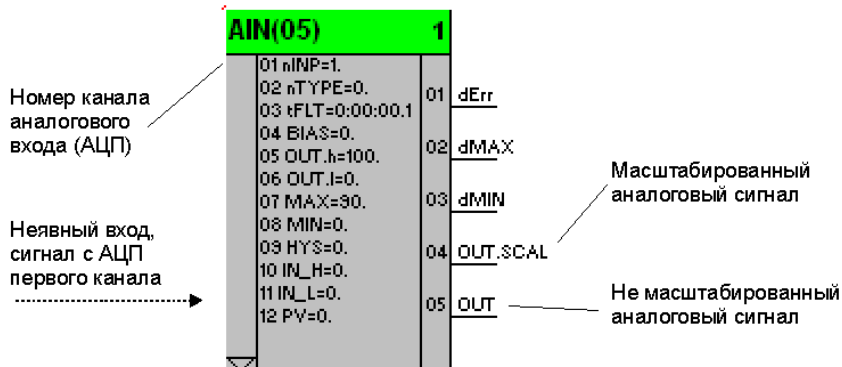 AIN(05) 1
Номер канала
аналогового
входа (АЦП)
Неявный вход,
сигнал с АЦП
первого канала
01 nINP=1.
02 nTYPE=0.
03 tFLT=0:00:00.1
04 BIAS=0.
05 OUT.h=100.
06 OUT.l=0.
07 MAX=90.
08 MIN=0.
09 HYS=0.
10 IN_H=0.
11 IN_L=0.
12 PV=0.
01 dErr
02 dMAX
03 dMIN
04 OUT.SCAL
05 OUT
Масштабированный
аналоговый сигнал
Не масштабированный
аналоговый сигнал